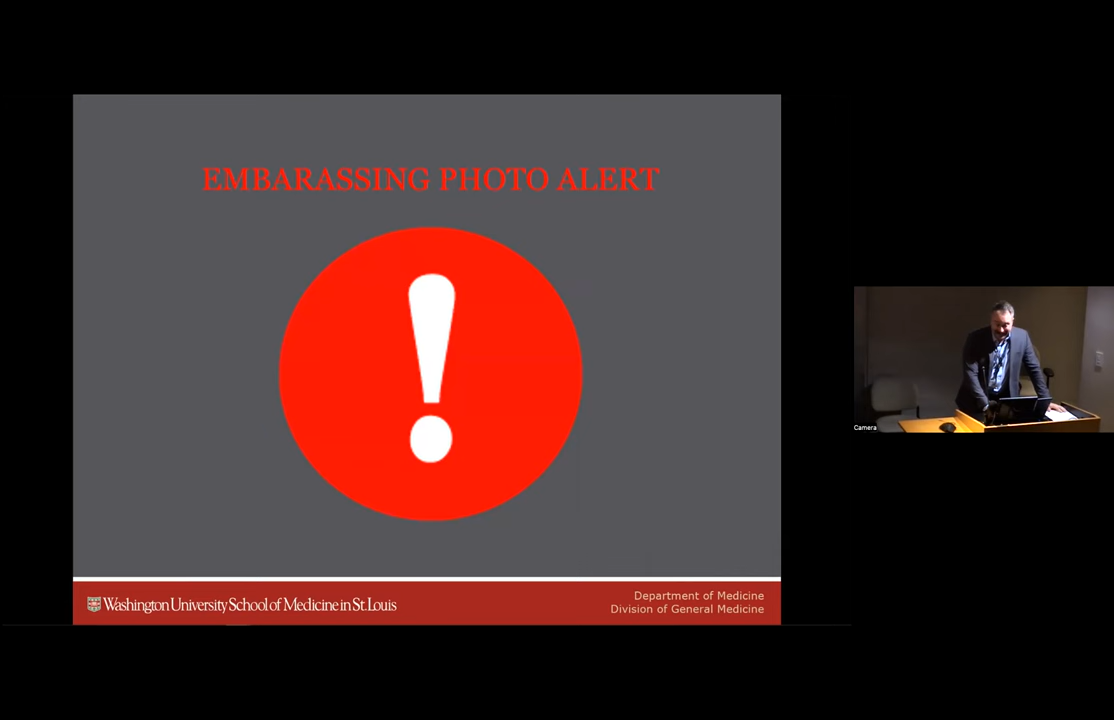 EMBARASSING PHOTO ALERT
!
Washington University School of Medicine in St. Louis
Department of Medicine
Division of General Medicine
Camera